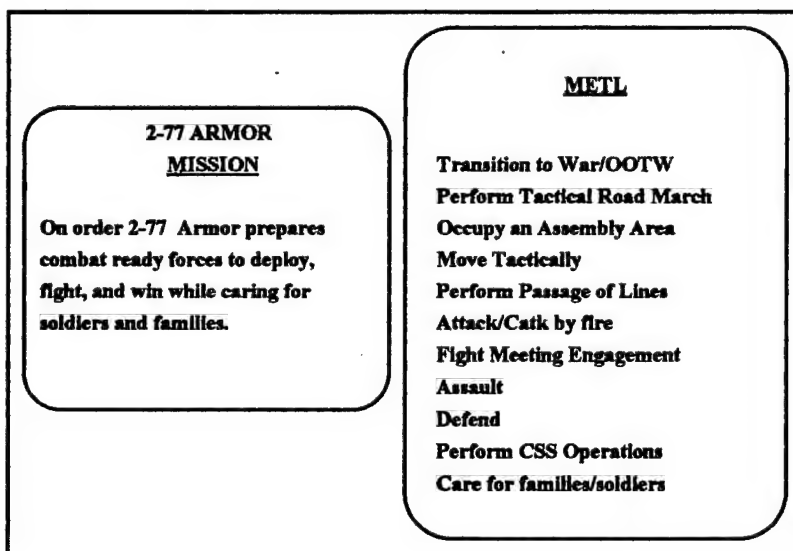 2-77 ARMOR
MISSION
On order 2-77 Armor prepares
combat ready forces to deploy,
fight, and win while caring for
soldiers and families.
METL
Transition to War/OOTW
Perform Tactical Road March
Occupy an Assembly Area
Move Tactically
Perform Passage of Lines
Attack/Catk by fire
Fight Meeting Engagement
Assault
Defend
Perform CSS Operations
Care for families/soldiers